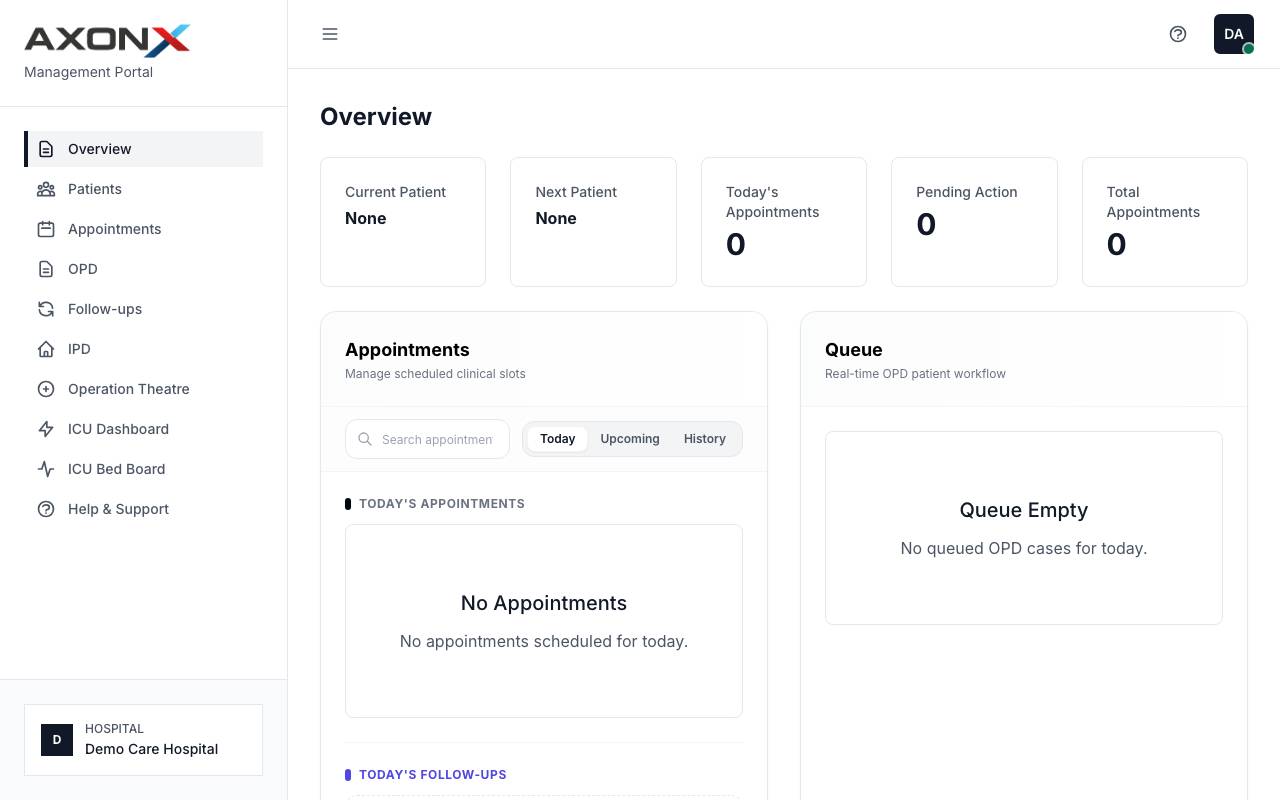 AXONX
Management Portal
DA
Overview
Patients
Appointments
OPD
Follow-ups
IPD
Operation Theatre
ICU Dashboard
ICU Bed Board
Help & Support
D
HOSPITAL
Demo Care Hospital
Overview
Current Patient
None
Next Patient
None
Today's
Appointments
0
Pending Action
0
Total
Appointments
0
Appointments
Manage scheduled clinical slots
Search appointmen
Today
Upcoming
History
TODAY'S APPOINTMENTS
No Appointments
No appointments scheduled for today.
TODAY'S FOLLOW-UPS
Queue
Real-time OPD patient workflow
Queue Empty
No queued OPD cases for today.